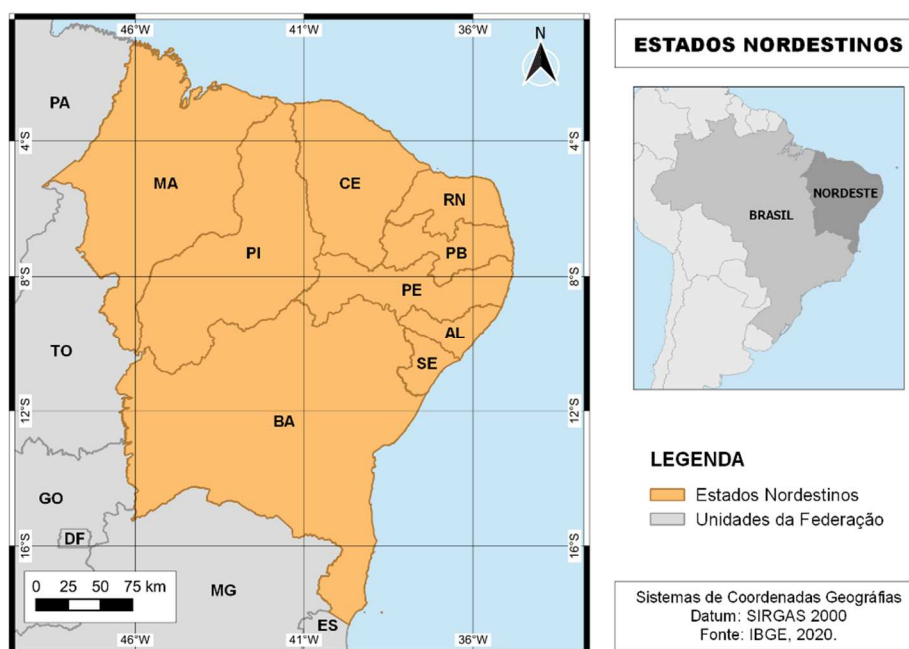 46°W 41°W 36°W
N
PA
4°S 4°S
MA
CE
RN
PI
PB
8°S 8°S
PE
AL
TO
SE
12°S 12°S
BA
GO
DF
16°S 16°S
0 25 50 75 km
MG
ES
46°W 41°W 36°W
ESTADOS NORDESTINOS
NORDESTE
BRASIL
LEGENDA
Estados Nordestinos
Unidades da Federação
Sistemas de Coordenadas Geográfias
Datum: SIRGAS 2000
Fonte: IBGE, 2020.